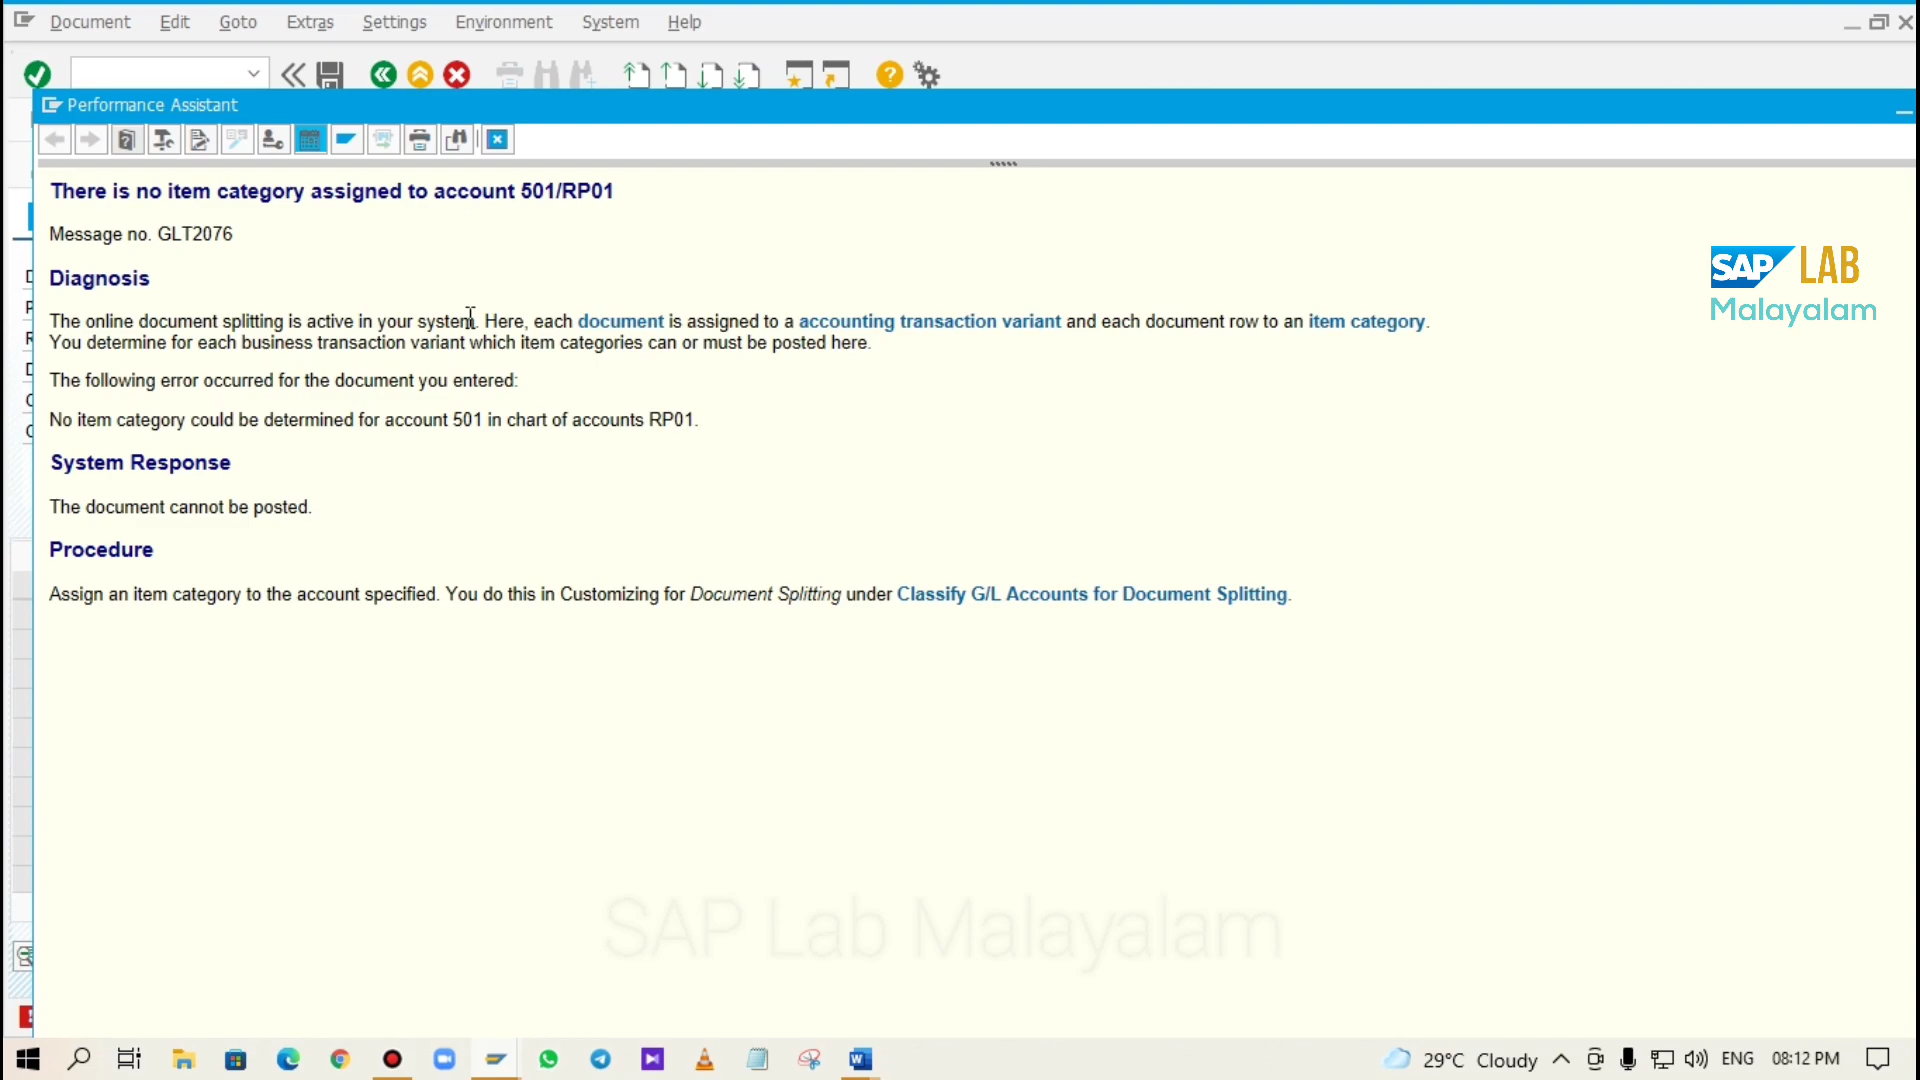 Document Edit Goto Extras Settings Environment System Help
Performance Assistant
There is no item category assigned to account 501/RP01
Message no. GLT2076
Diagnosis
The online document splitting is active in your system. Here, each document is assigned to a accounting transaction variant and each document row to an item category.
You determine for each business transaction variant which item categories can or must be posted here.
The following error occurred for the document you entered:
No item category could be determined for account 501 in chart of accounts RP01.
System Response
The document cannot be posted.
Procedure
Assign an item category to the account specified. You do this in Customizing for Document Splitting under Classify G/L Accounts for Document Splitting.
SAP LAB
Malayalam
SAP Lab Malayalam
29°C Cloudy ENG 08:12 PM